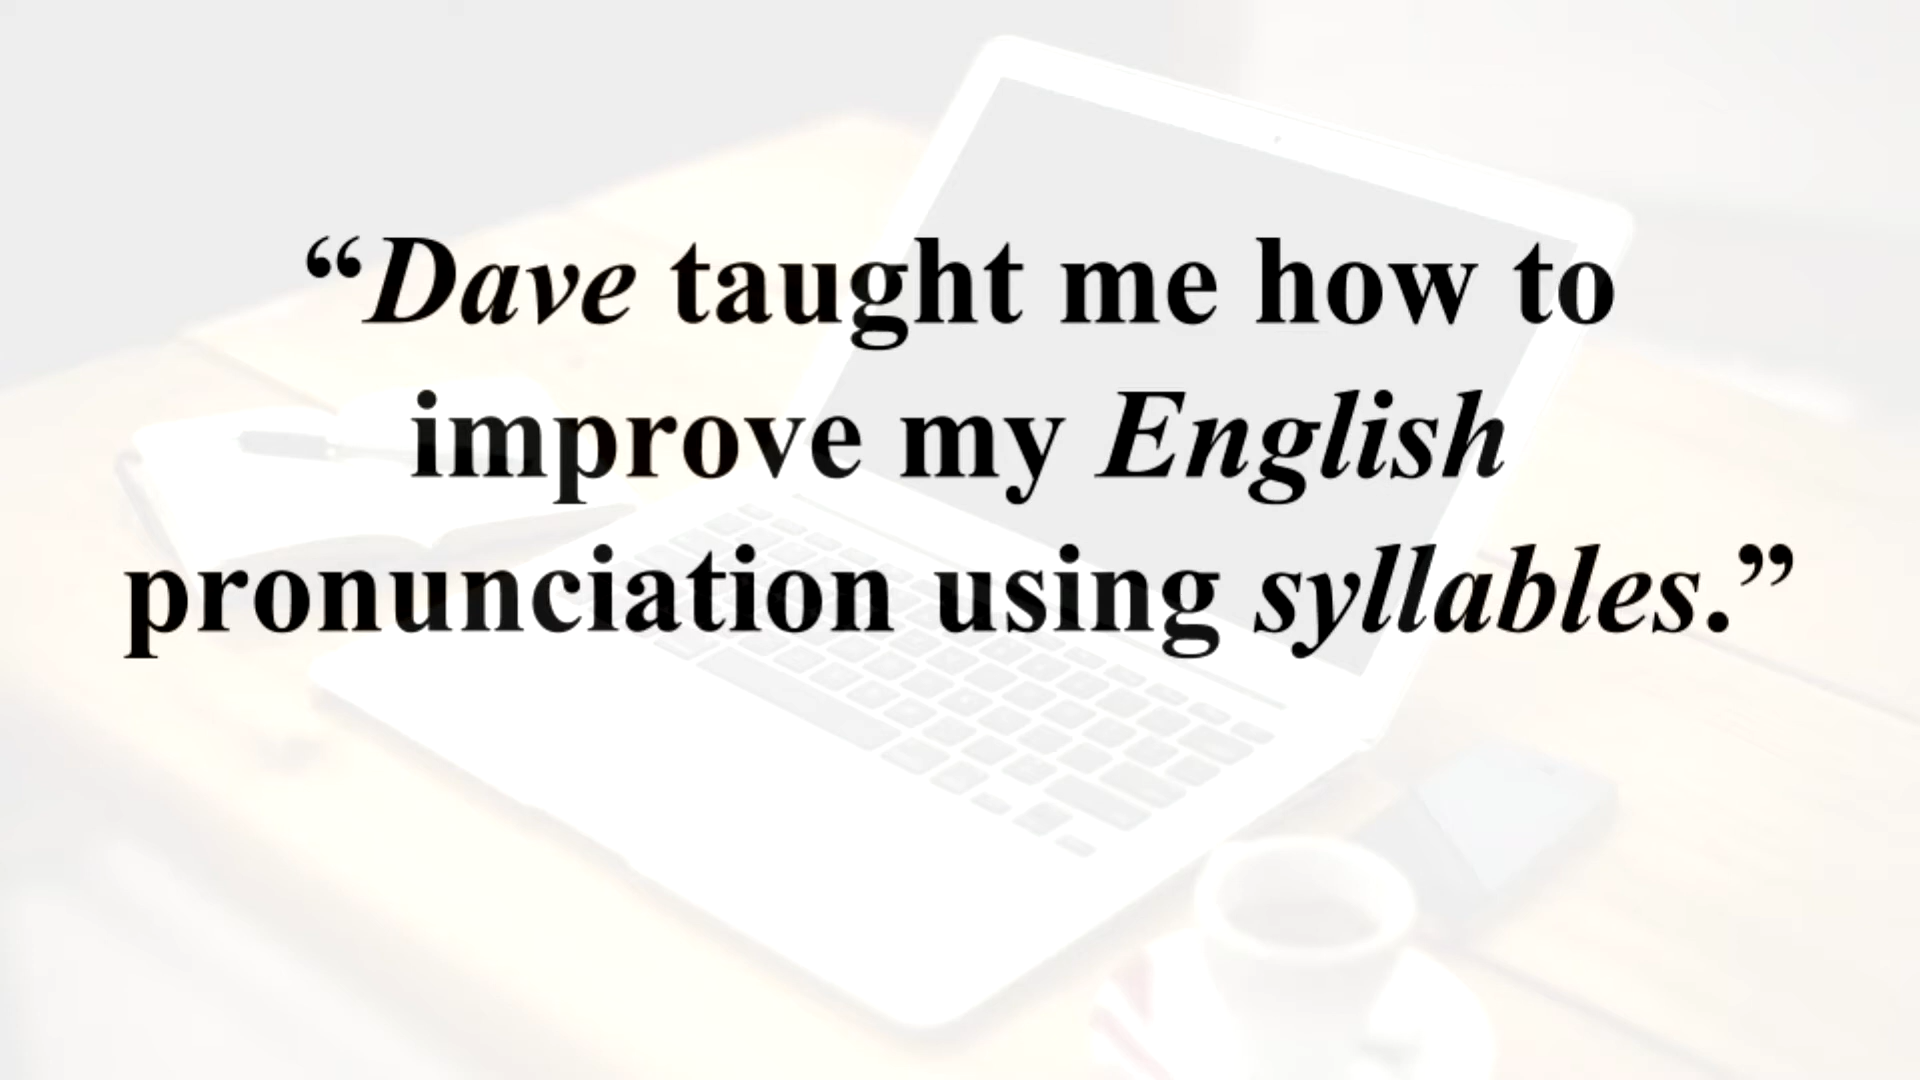 “Dave taught me how to
improve my English
pronunciation using syllables.”